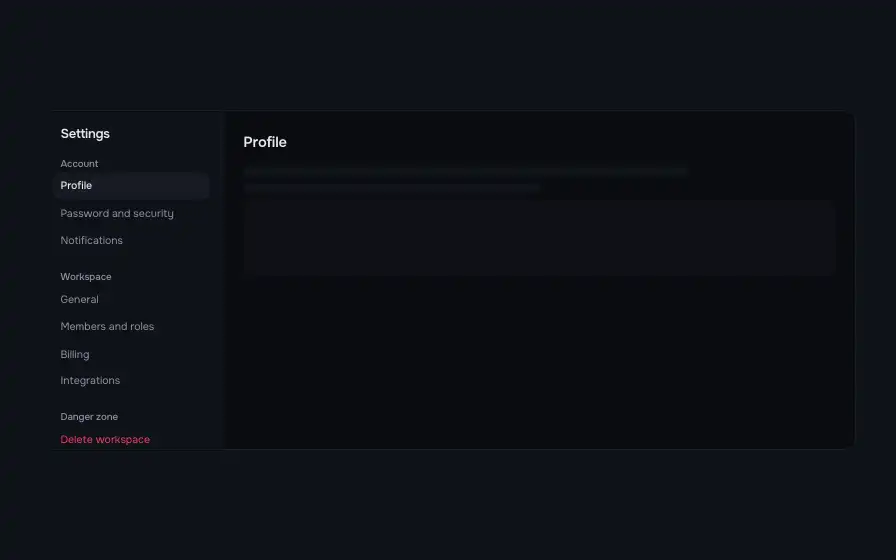 Settings
Account
Profile
Password and security
Notifications
Workspace
General
Members and roles
Billing
Integrations
Danger zone
Delete workspace
Profile